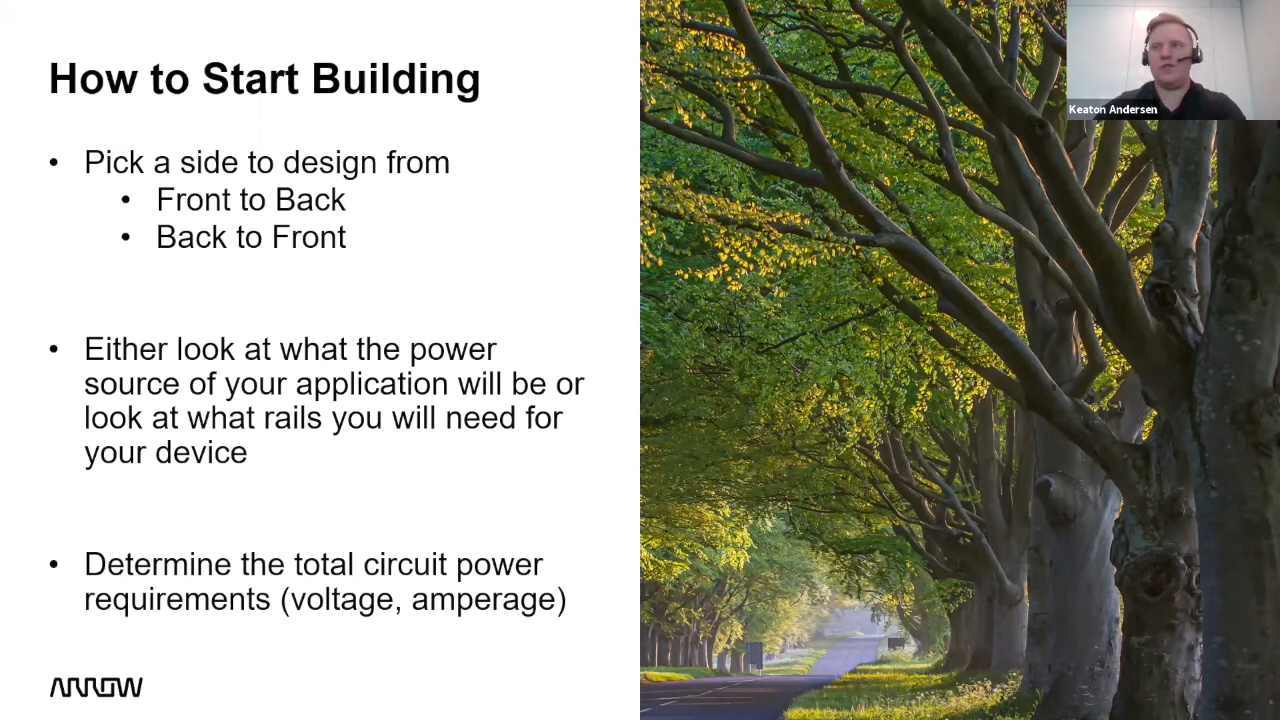 How to Start Building
• Pick a side to design from
• Front to Back
• Back to Front
• Either look at what the power
source of your application will be or
look at what rails you will need for
your device
• Determine the total circuit power
requirements (voltage, amperage)
ARROW
Keaton Andersen